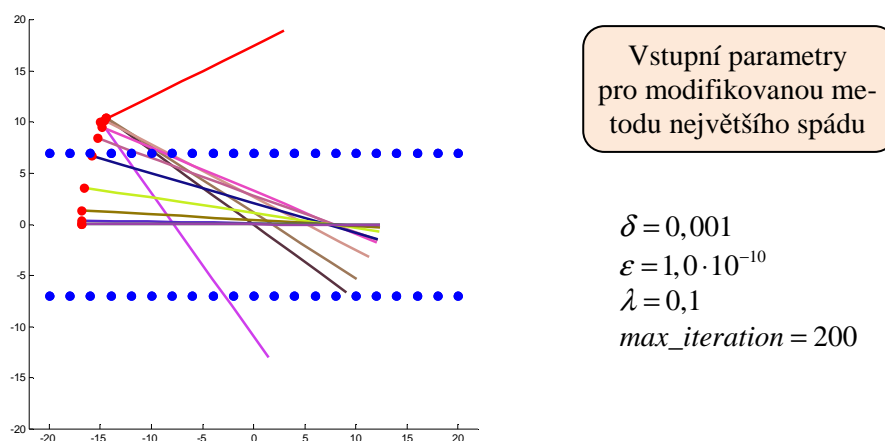 20
15
10
5
0
-5
-10
-15
-20
-20 -15 -10 -5 0 5 10 15 20
Vstupní parametry
pro modifikovanou me-
todu největšího spádu
δ = 0,001
ε = 1,0·10⁻¹⁰
λ = 0,1
max_iteration = 200